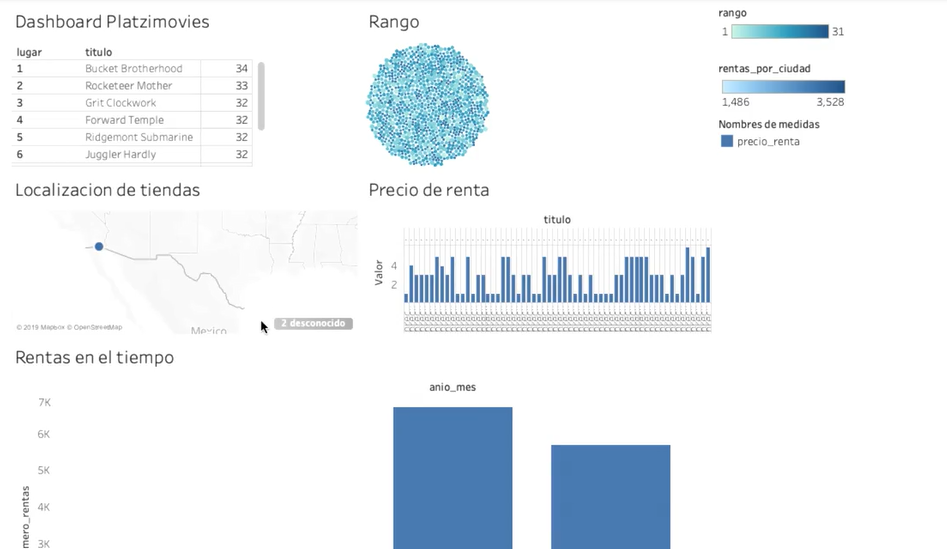 Dashboard Platzimovies
lugar titulo
1 Bucket Brotherhood 34
2 Rocketeer Mother 33
3 Grit Clockwork 32
4 Forward Temple 32
5 Ridgemont Submarine 32
6 Juggler Hardly 32
Rango
rango
1 31
rentas_por_ciudad
1,486 3,528
Nombres de medidas
precio_renta
Localizacion de tiendas
© 2019 Mapbox © OpenStreetMap
Mexico
2 desconocido
Precio de renta
titulo
Valor
4
2
Rentas en el tiempo
anio_mes
7K
6K
5K
4K
3K
mero_rentas